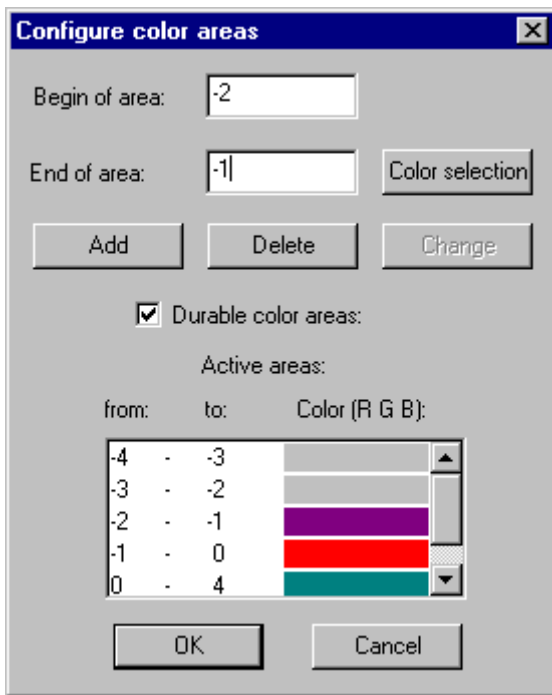 Configure color areas
Begin of area: -2
End of area: -1 Color selection
Add Delete Change
Durable color areas:
Active areas:
from: to: Color (R G B):
-4 - -3
-3 - -2
-2 - -1
-1 - 0
0 - 4
OK Cancel